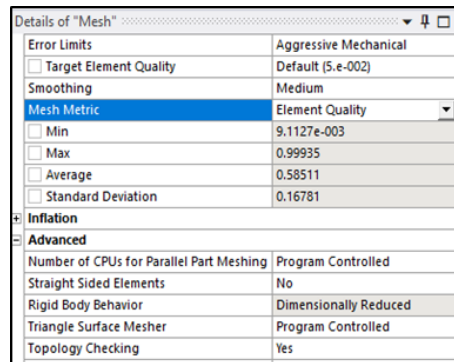 Details of "Mesh"
Error Limits Aggressive Mechanical
Target Element Quality Default (5.e-002)
Smoothing Medium
Mesh Metric Element Quality
Min 9.1127e-003
Max 0.99935
Average 0.58511
Standard Deviation 0.16781
Inflation
Advanced
Number of CPUs for Parallel Part Meshing Program Controlled
Straight Sided Elements No
Rigid Body Behavior Dimensionally Reduced
Triangle Surface Mesher Program Controlled
Topology Checking Yes